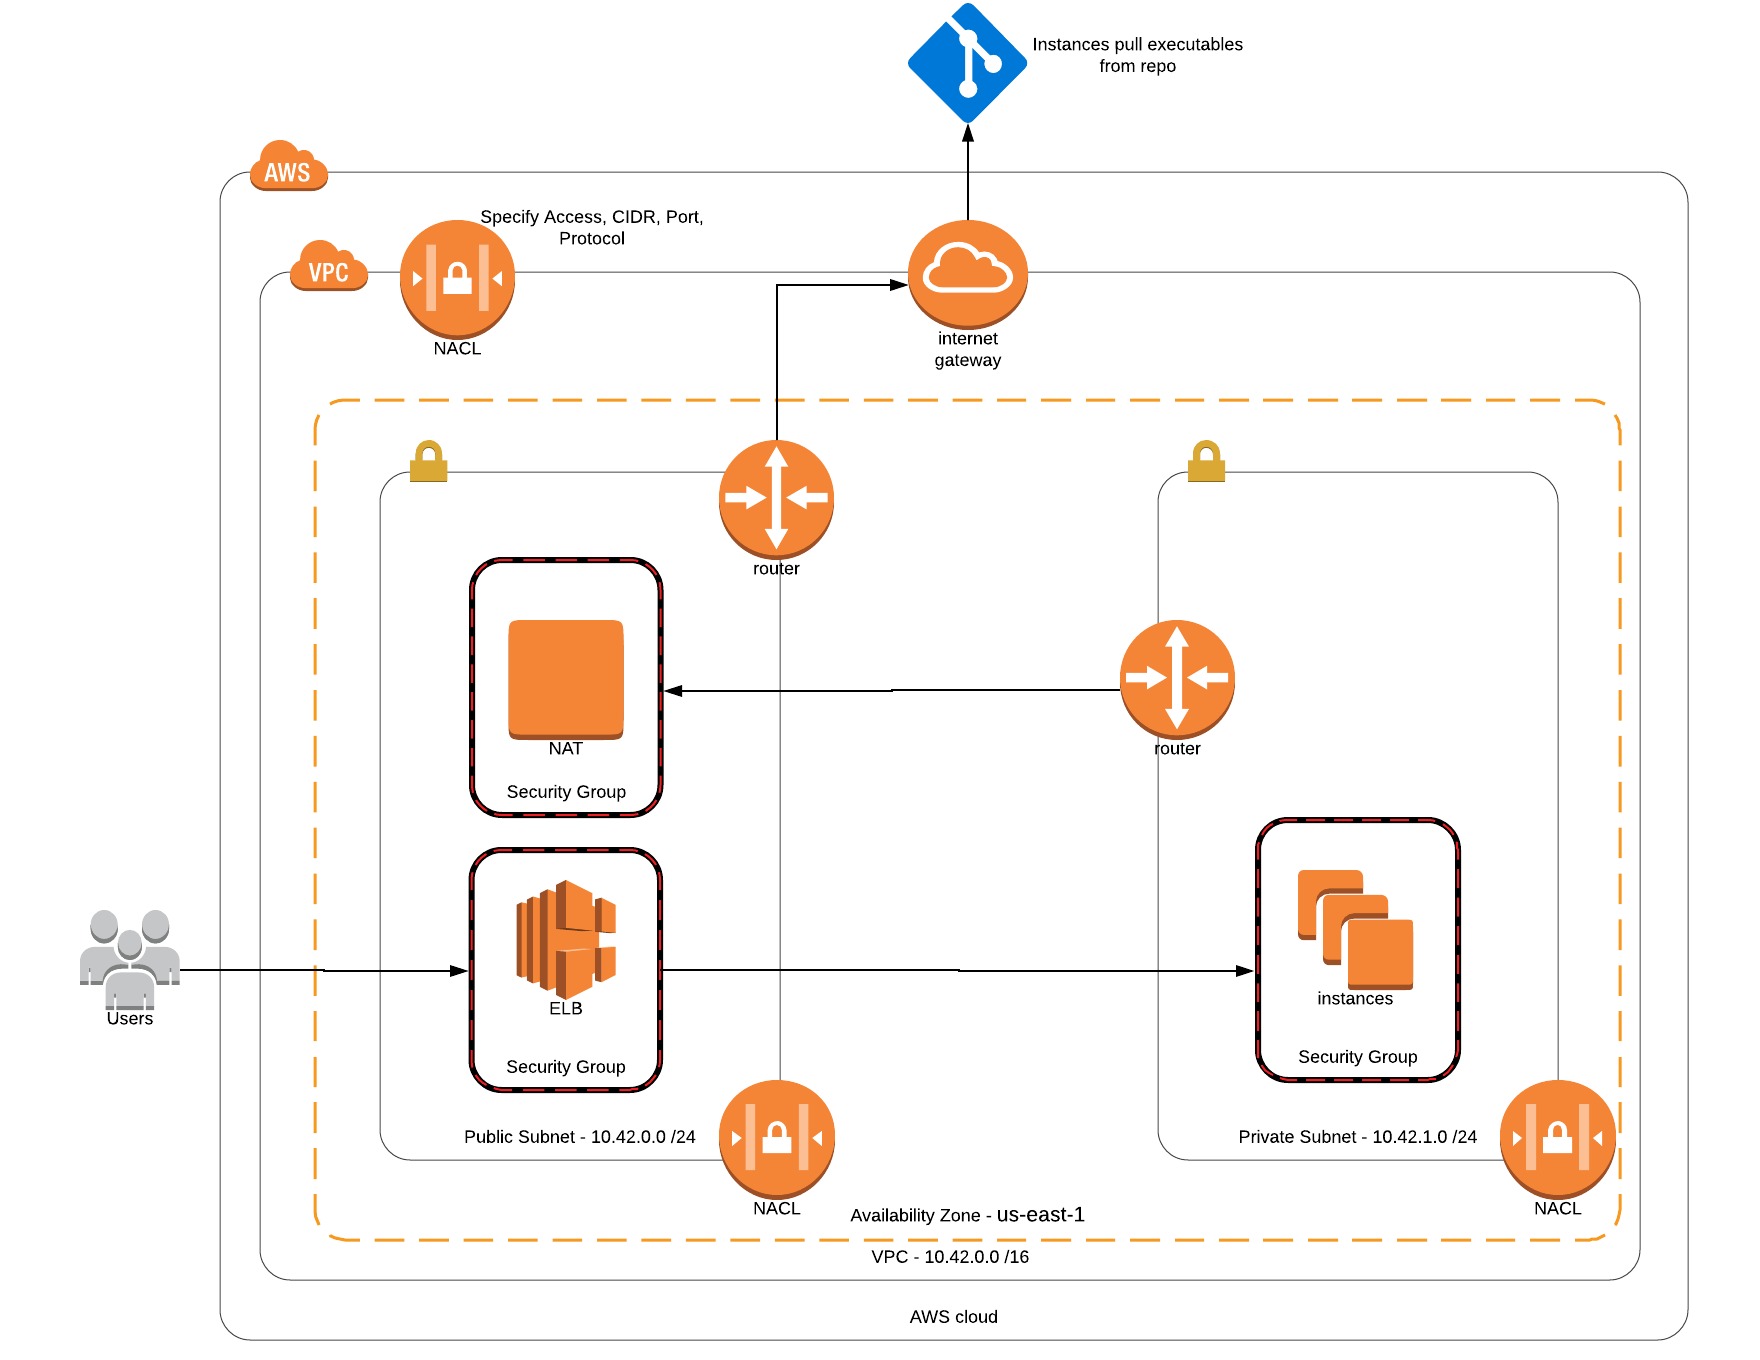 Instances pull executables
from repo
AWS
Specify Access, CIDR, Port,
Protocol
VPC
NACL
internet
gateway
router
NAT
router
Security Group
instances
ELB
Users
Security Group
Security Group
Public Subnet - 10.42.0.0 /24
Private Subnet - 10.42.1.0 /24
NACL
NACL
Availability Zone - us-east-1
VPC - 10.42.0.0 /16
AWS cloud